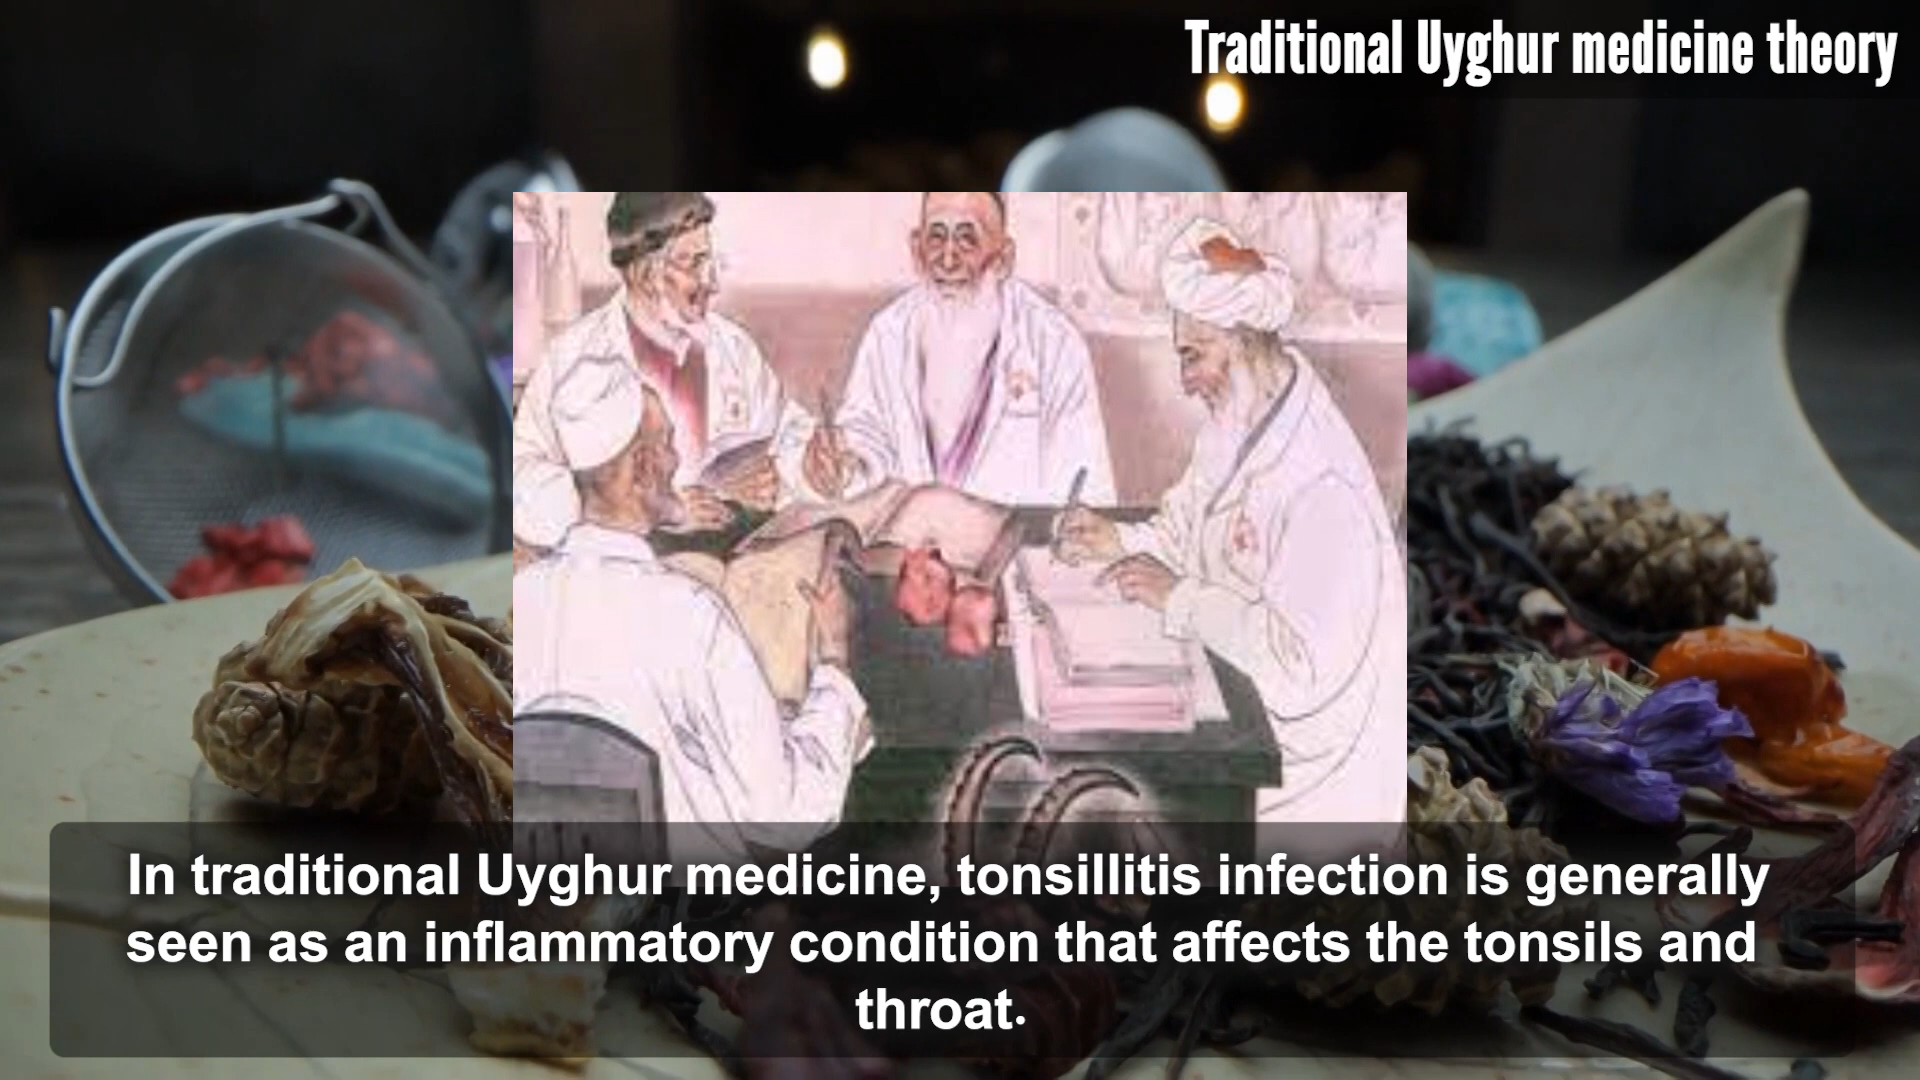 Traditional Uyghur medicine theory
In traditional Uyghur medicine, tonsillitis infection is generally
seen as an inflammatory condition that affects the tonsils and
throat.